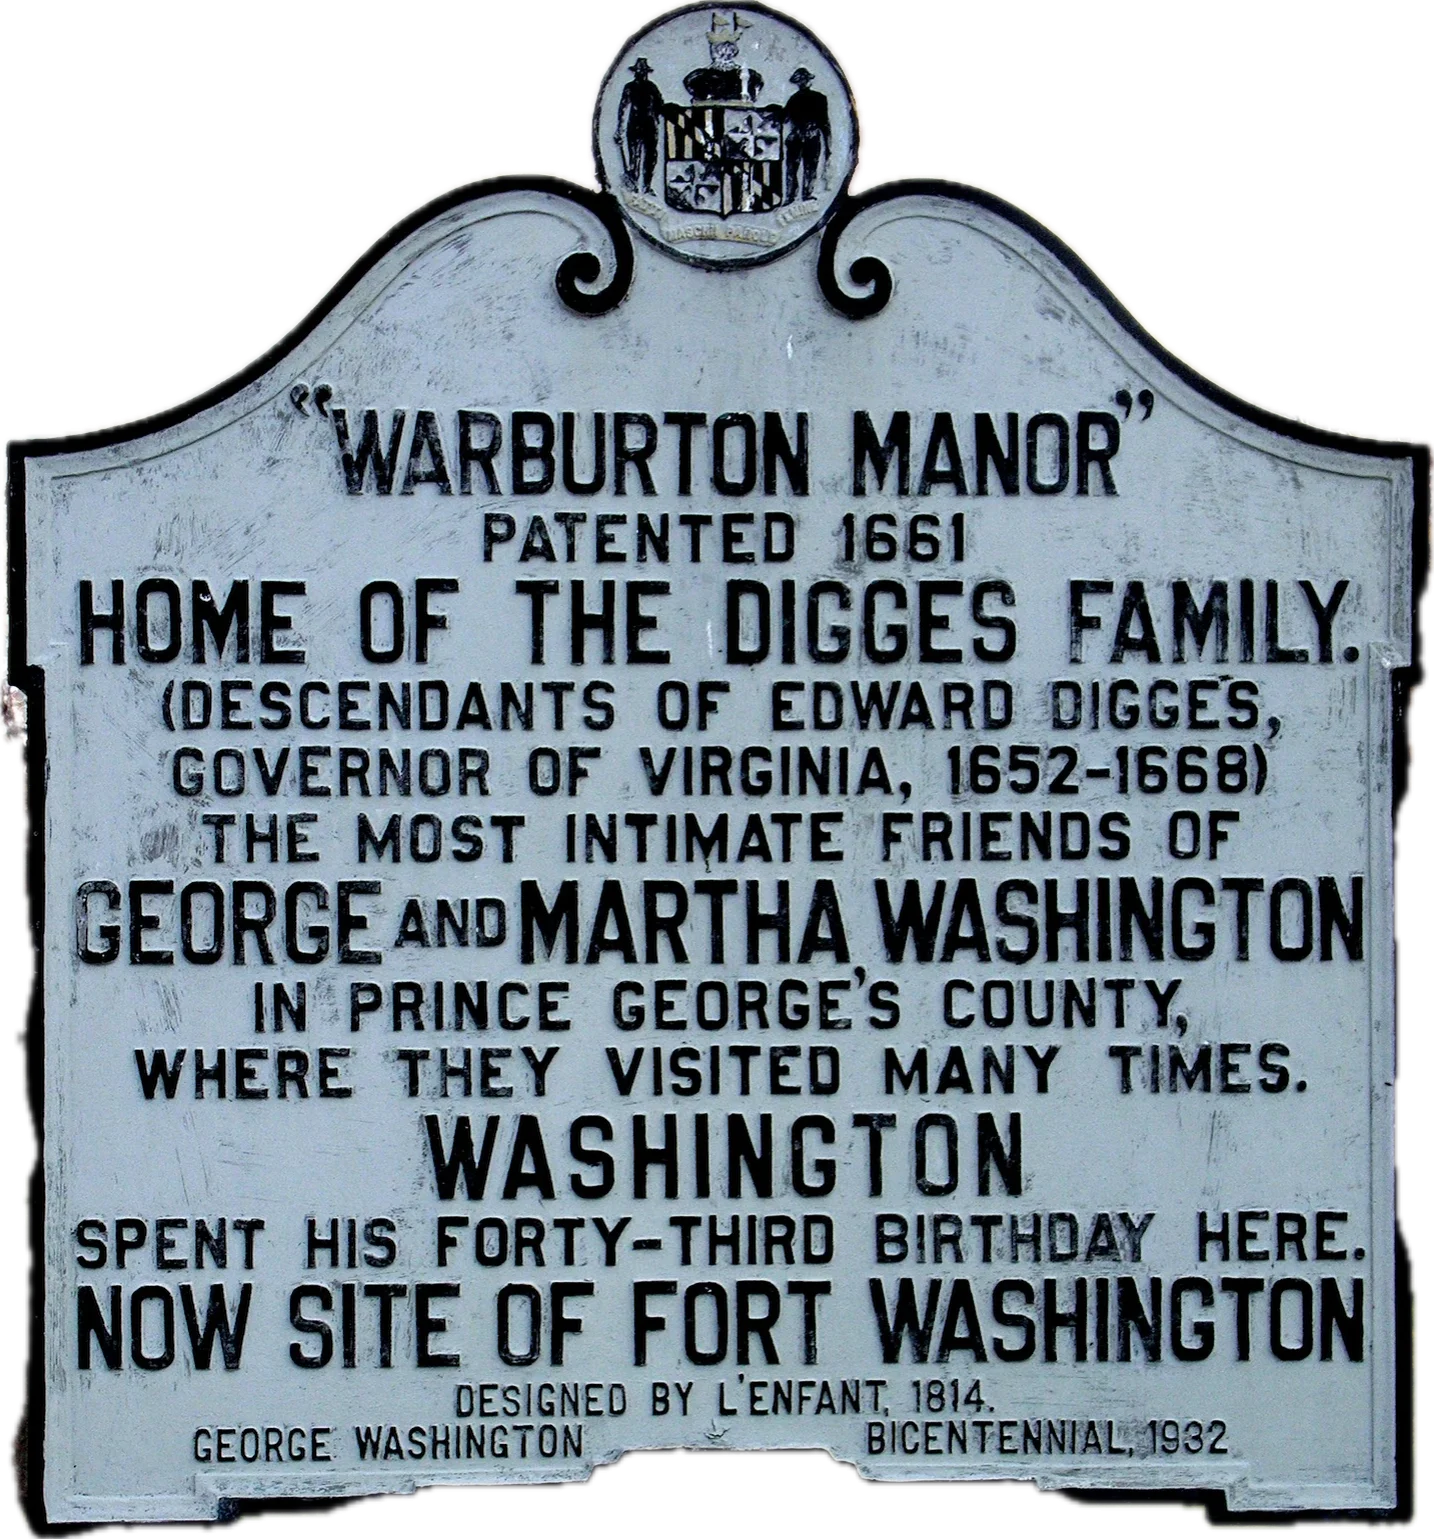 “WARBURTON MANOR”
PATENTED 1661
HOME OF THE DIGGES FAMILY.
(DESCENDANTS OF EDWARD DIGGES,
GOVERNOR OF VIRGINIA, 1652-1668)
THE MOST INTIMATE FRIENDS OF
GEORGE AND MARTHA WASHINGTON
IN PRINCE GEORGE'S COUNTY,
WHERE THEY VISITED MANY TIMES.
WASHINGTON
SPENT HIS FORTY-THIRD BIRTHDAY HERE.
NOW SITE OF FORT WASHINGTON
DESIGNED BY L'ENFANT, 1814.
GEORGE WASHINGTON BICENTENNIAL, 1932